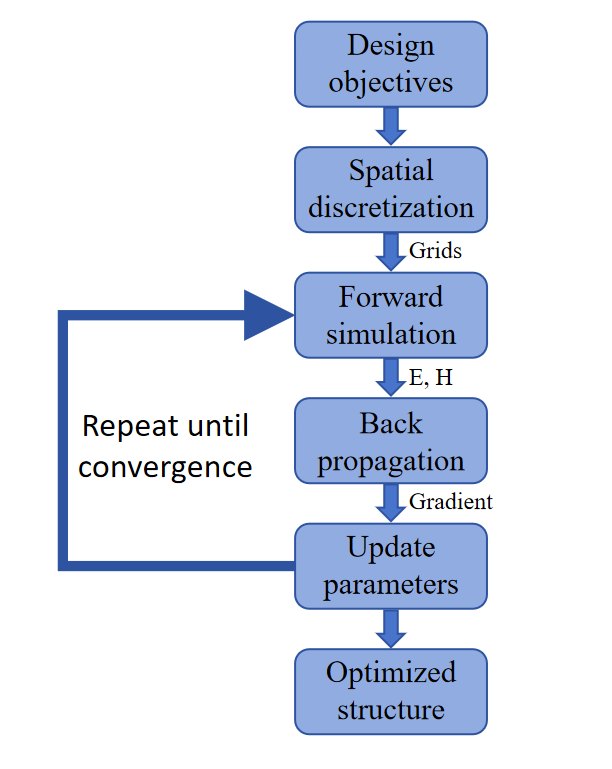 Design
objectives
Spatial
discretization
Grids
Forward
simulation
E, H
Repeat until
convergence
Back
propagation
Gradient
Update
parameters
Optimized
structure